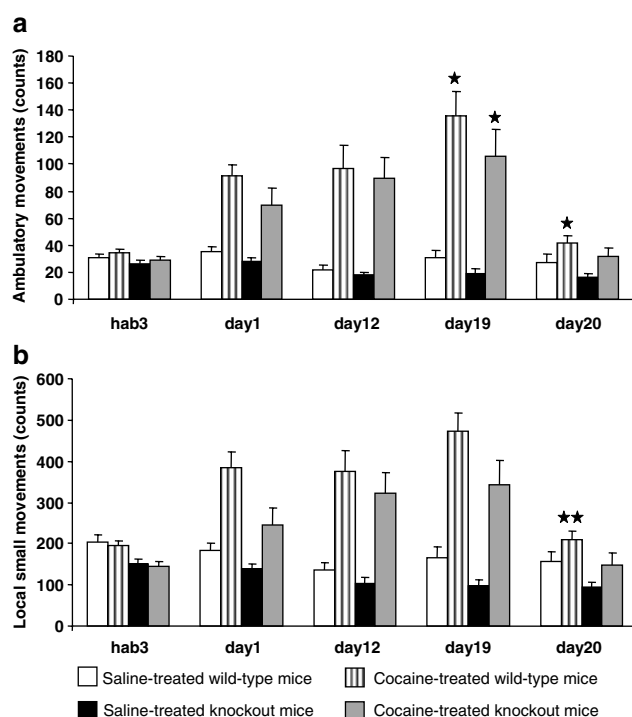 a
Ambulatory movements (counts)
180
160
140
120
100
80
60
40
20
0
hab3 day1 day12 day19 day20
b
Local small movements (counts)
600
500
400
300
200
100
0
hab3 day1 day12 day19 day20
Saline-treated wild-type mice Cocaine-treated wild-type mice
Saline-treated knockout mice Cocaine-treated knockout mice